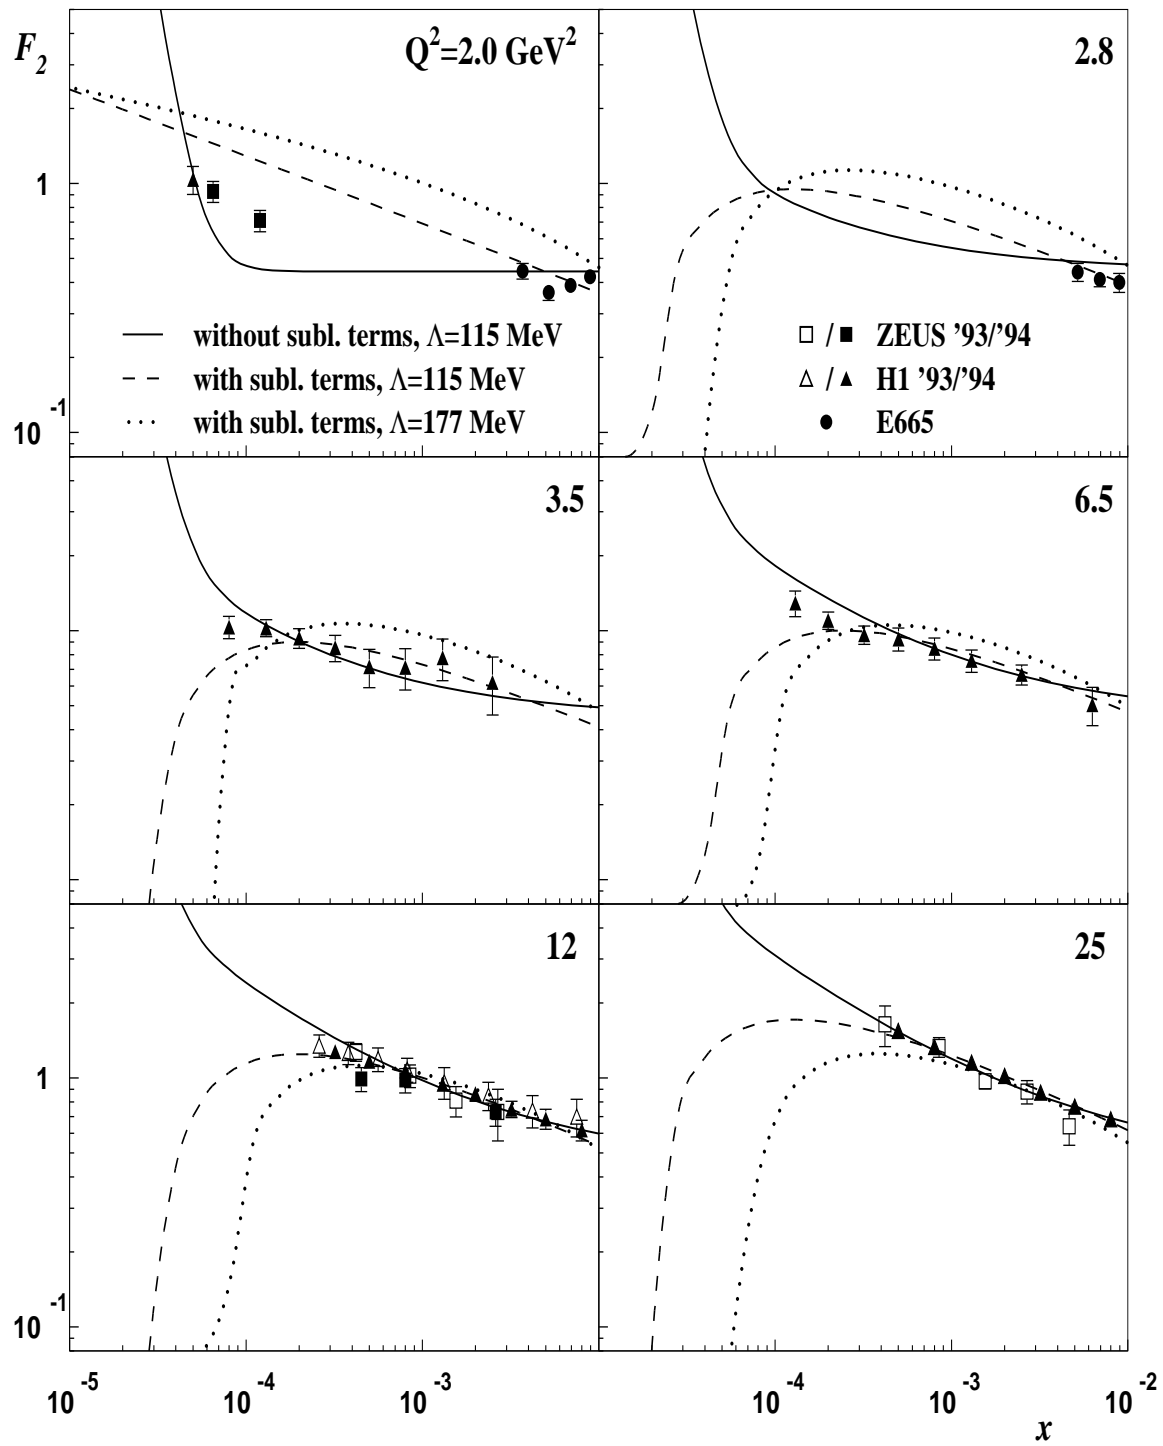 F₂
Q²=2.0 GeV²
2.8
2
1
10⁻¹
without subl. terms, Λ=115 MeV
with subl. terms, Λ=115 MeV
with subl. terms, Λ=177 MeV
□ / ■ ZEUS '93/'94
△ / ▲ H1 '93/'94
● E665
3.5
6.5
12
25
1
10⁻¹
10⁻⁵ 10⁻⁴ 10⁻³ 10⁻⁴ 10⁻³ 10⁻²
x